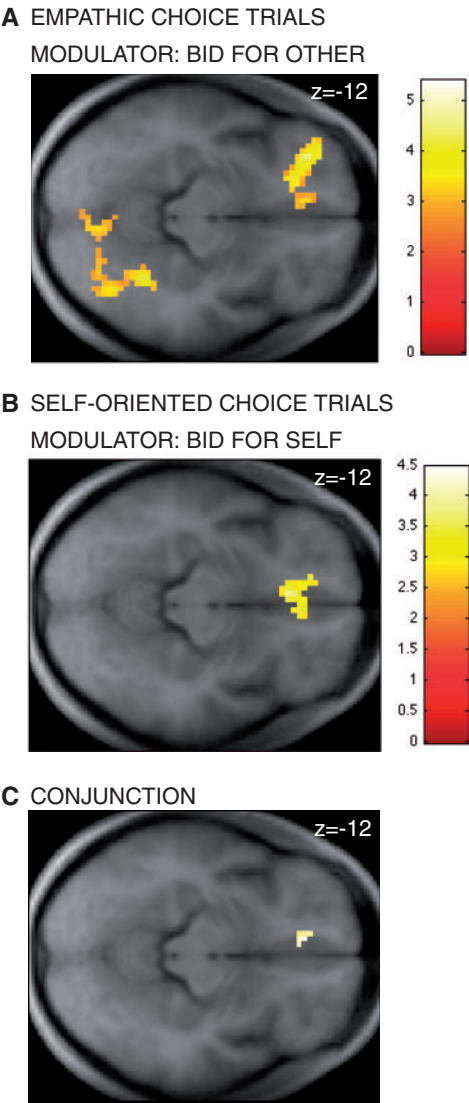 A EMPATHIC CHOICE TRIALS
MODULATOR: BID FOR OTHER
z=-12
5
4
3
2
1
0
B SELF-ORIENTED CHOICE TRIALS
MODULATOR: BID FOR SELF
z=-12
4.5
4
3.5
3
2.5
2
1.5
1
0.5
0
C CONJUNCTION
z=-12